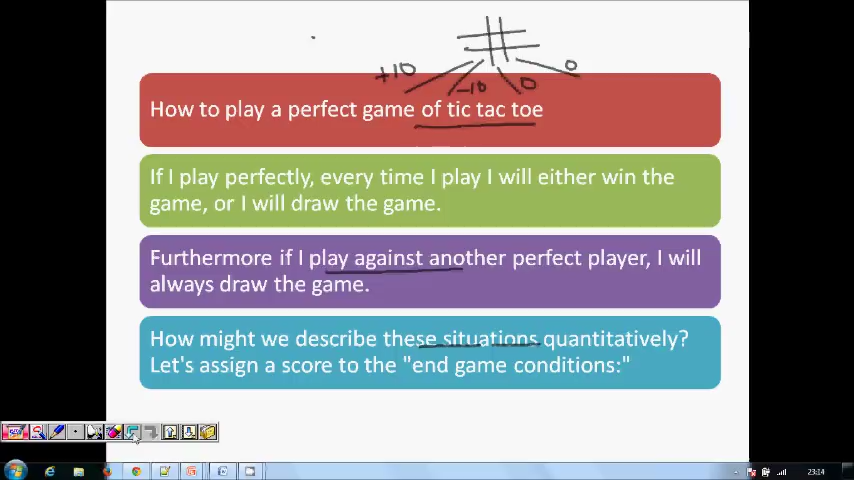 +10
-10
0
0
How to play a perfect game of tic tac toe
If I play perfectly, every time I play I will either win the
game, or I will draw the game.
Furthermore if I play against another perfect player, I will
always draw the game.
How might we describe these situations quantitatively?
Let's assign a score to the "end game conditions:"
23:14